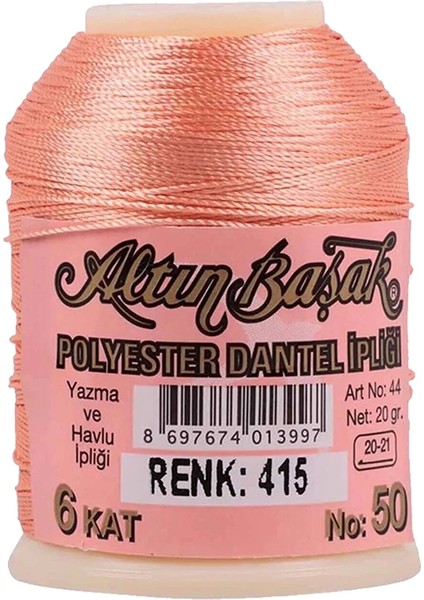 Altın Başak®
POLYESTER DANTEL İPLİĞİ
Yazma
ve
Havlu
İpliği
8 697674 013997
Art No: 44
Net: 20 gr.
20-21
RENK: 415
6 KAT
No: 50